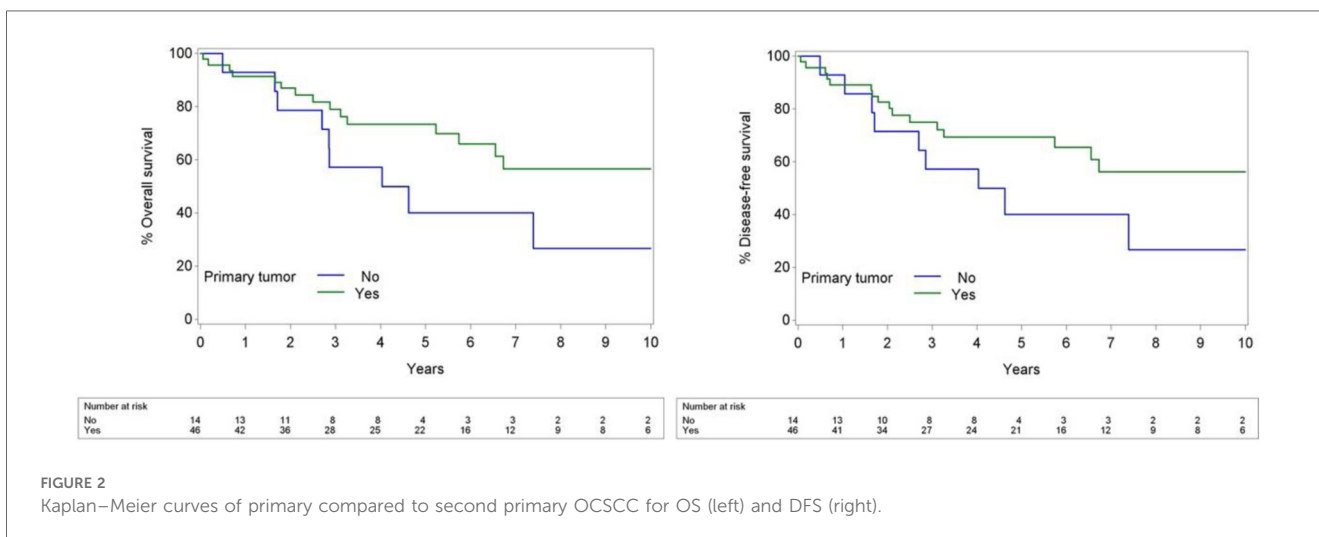 100
80
60
40
20
0
% Overall survival
Primary tumor
No
Yes
0 1 2 3 4 5 6 7 8 9 10
Years
Number at risk
No 14 13 11 8 8 4 3 3 2 2 2
Yes 46 42 36 28 25 22 16 12 9 8 6
100
80
60
40
20
0
% Disease-free survival
Primary tumor
No
Yes
0 1 2 3 4 5 6 7 8 9 10
Years
Number at risk
No 14 13 10 8 8 4 3 3 2 2 2
Yes 46 41 34 27 24 21 16 12 9 8 6
FIGURE 2
Kaplan–Meier curves of primary compared to second primary OCSCC for OS (left) and DFS (right).